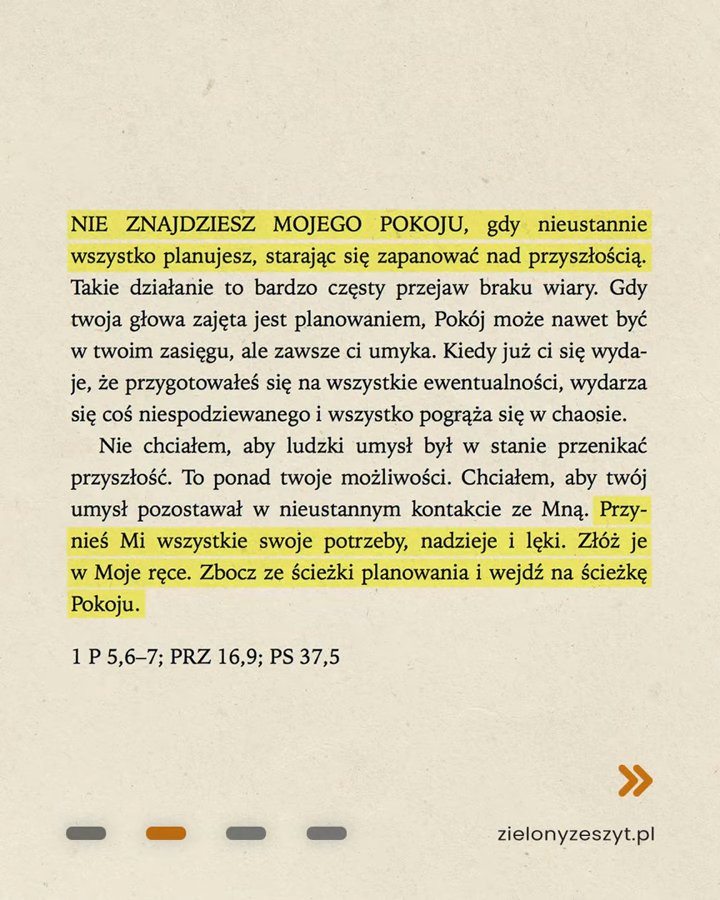 NIE ZNAJDZIESZ MOJEGO POKOJU, gdy nieustannie
wszystko planujesz, starając się zapanować nad przyszłością.
Takie działanie to bardzo częsty przejaw braku wiary. Gdy
twoja głowa zajęta jest planowaniem, Pokój może nawet być
w twoim zasięgu, ale zawsze ci umyka. Kiedy już ci się wyda-
je, że przygotowałeś się na wszystkie ewentualności, wydarza
się coś niespodziewanego i wszystko pogrąża się w chaosie.
Nie chciałem, aby ludzki umysł był w stanie przenikać
przyszłość. To ponad twoje możliwości. Chciałem, aby twój
umysł pozostawał w nieustannym kontakcie ze Mną. Przy-
nieś Mi wszystkie swoje potrzeby, nadzieje i lęki. Złóż je
w Moje ręce. Zbocz ze ścieżki planowania i wejdź na ścieżkę
Pokoju.
1 P 5,6–7; PRZ 16,9; PS 37,5
zielonyzeszyt.pl